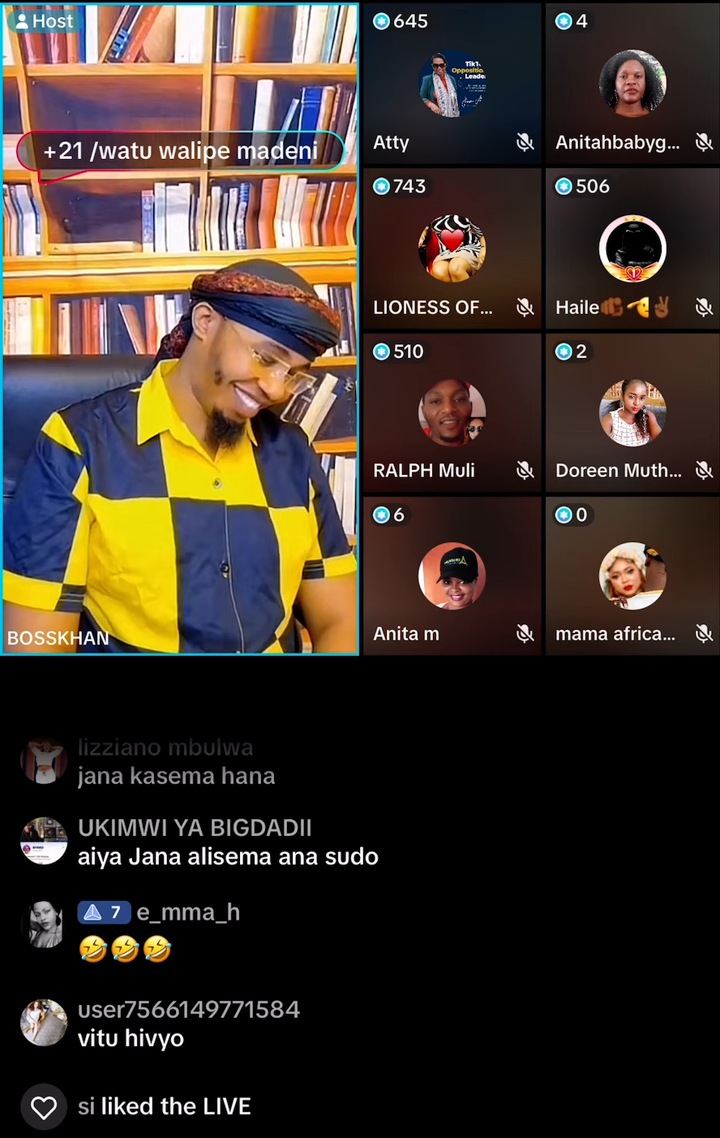 Host
+21 /watu walipe madeni
BOSSKHAN
645
Atty
4
Anitahbabyg...
743
LIONESS OF...
506
Haile👊🏾🫱✌🏾
510
RALPH Muli
2
Doreen Muth...
6
Anita m
0
mama africa...
lizziano mbulwa
jana kasema hana
UKIMWI YA BIGDADII
aiya Jana alisema ana sudo
7 e_mma_h
🤣🤣🤣
user7566149771584
vitu hivyo
si liked the LIVE